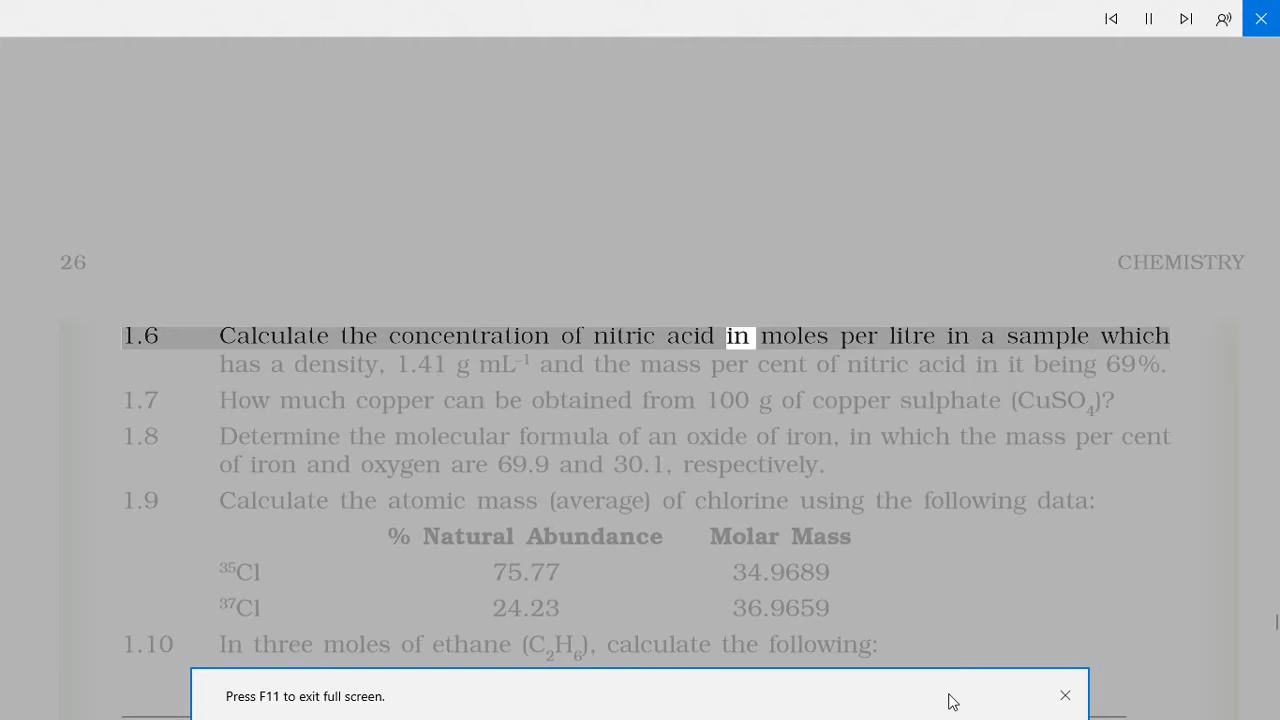 26 CHEMISTRY
1.6 Calculate the concentration of nitric acid in moles per litre in a sample which
has a density, 1.41 g mL⁻¹ and the mass per cent of nitric acid in it being 69%.
1.7 How much copper can be obtained from 100 g of copper sulphate (CuSO₄)?
1.8 Determine the molecular formula of an oxide of iron, in which the mass per cent
of iron and oxygen are 69.9 and 30.1, respectively.
1.9 Calculate the atomic mass (average) of chlorine using the following data:
% Natural Abundance Molar Mass
³⁵Cl 75.77 34.9689
³⁷Cl 24.23 36.9659
1.10 In three moles of ethane (C₂H₆), calculate the following:
Press F11 to exit full screen.